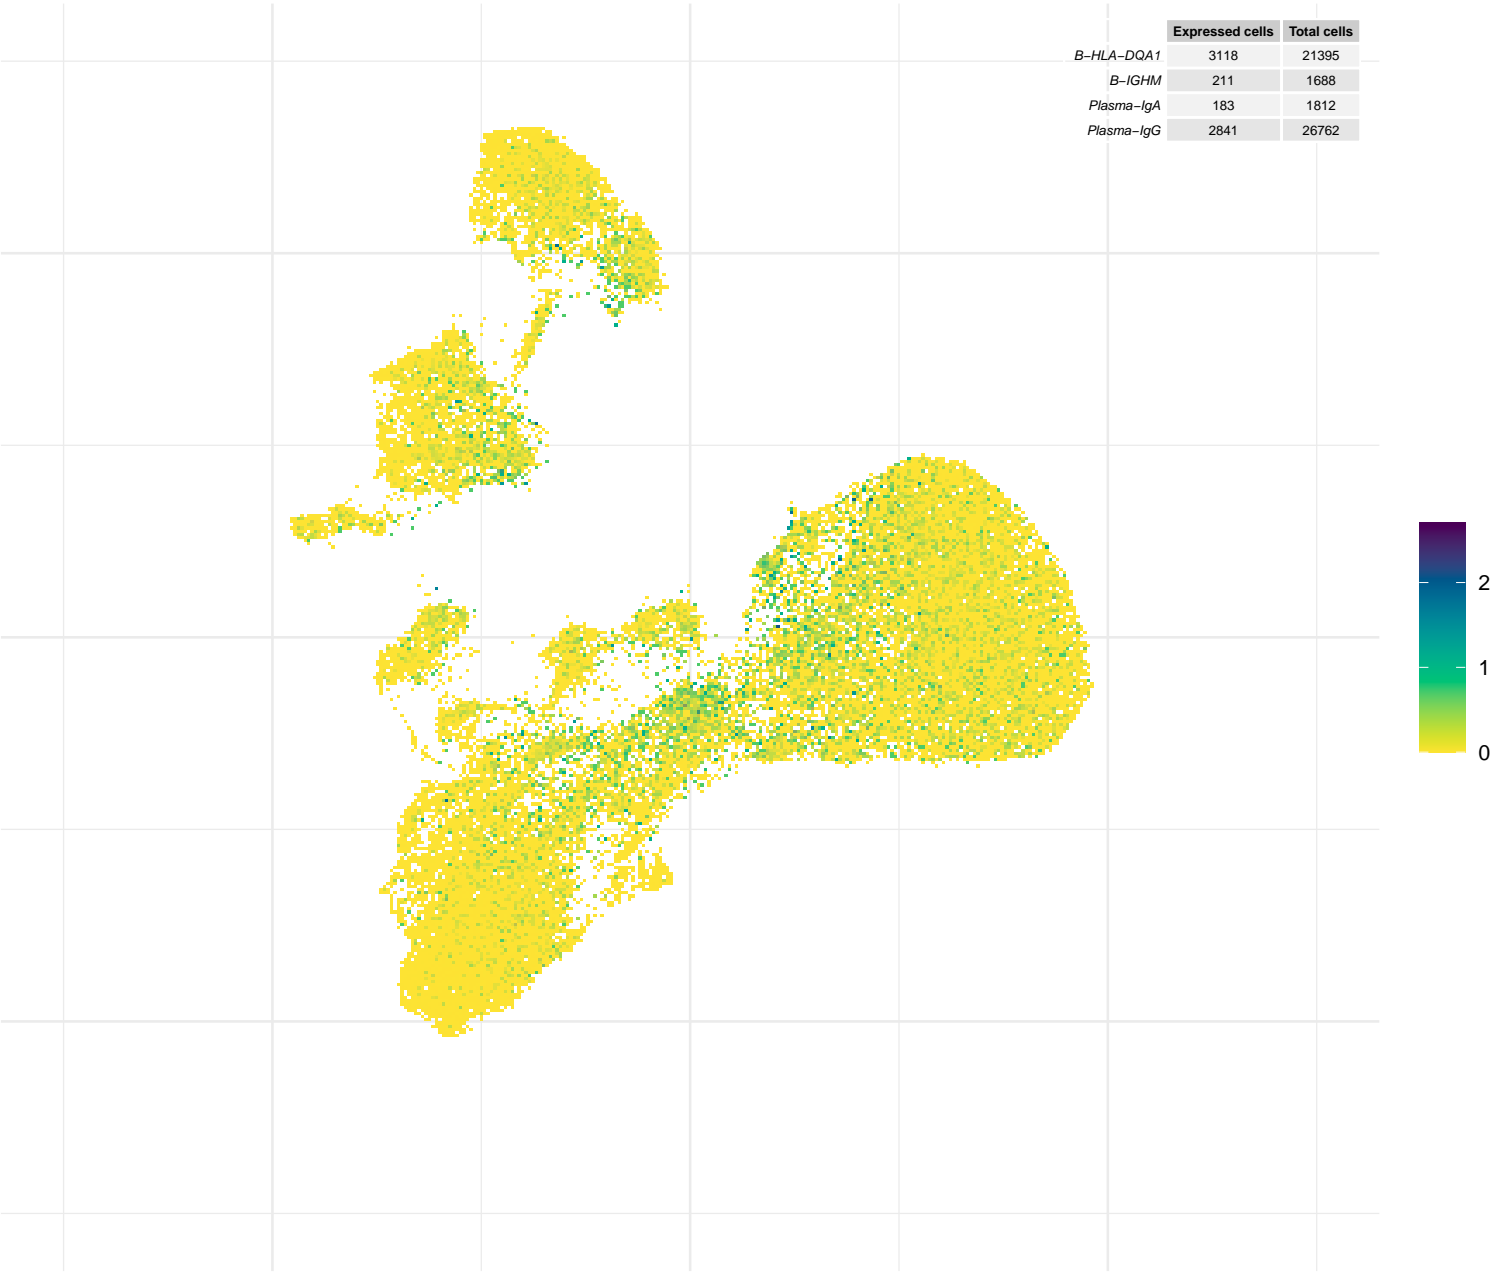 Expressed cells Total cells
B−HLA−DQA1 3118 21395
B−IGHM 211 1688
Plasma−IgA 183 1812
Plasma−IgG 2841 26762
2
1
0